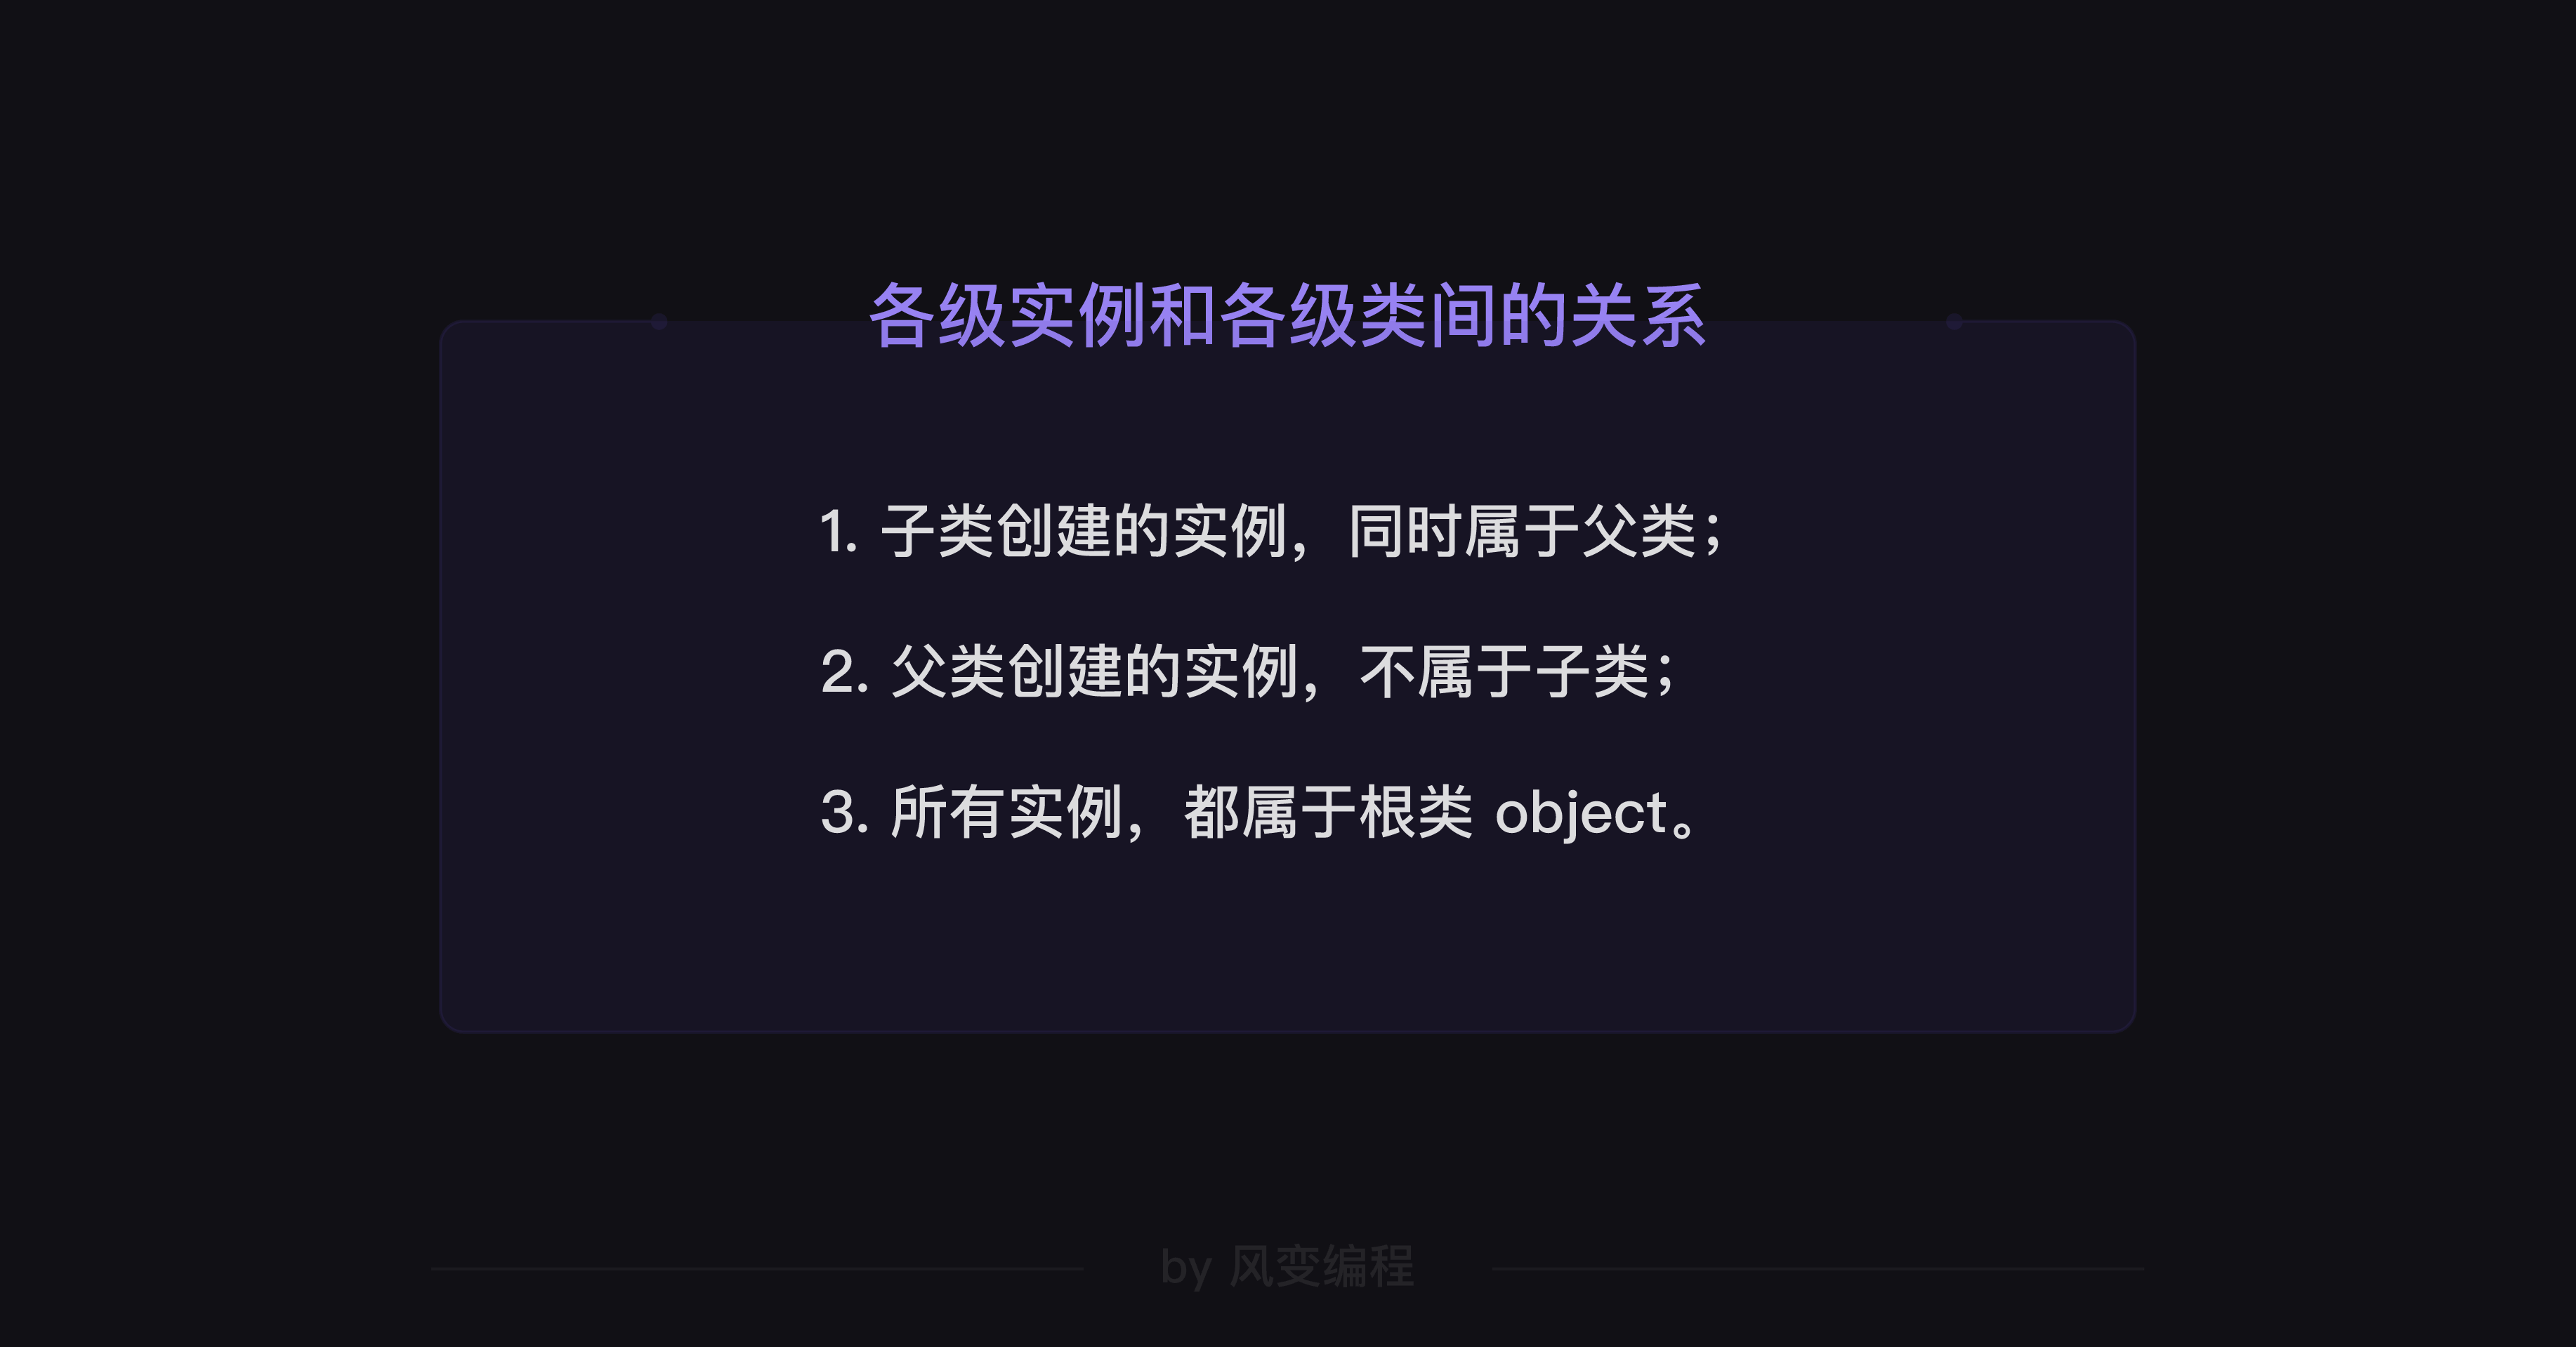 各级实例和各级类间的关系
1. 子类创建的实例，同时属于父类；
2. 父类创建的实例，不属于子类；
3. 所有实例，都属于根类 object。
by 风变编程